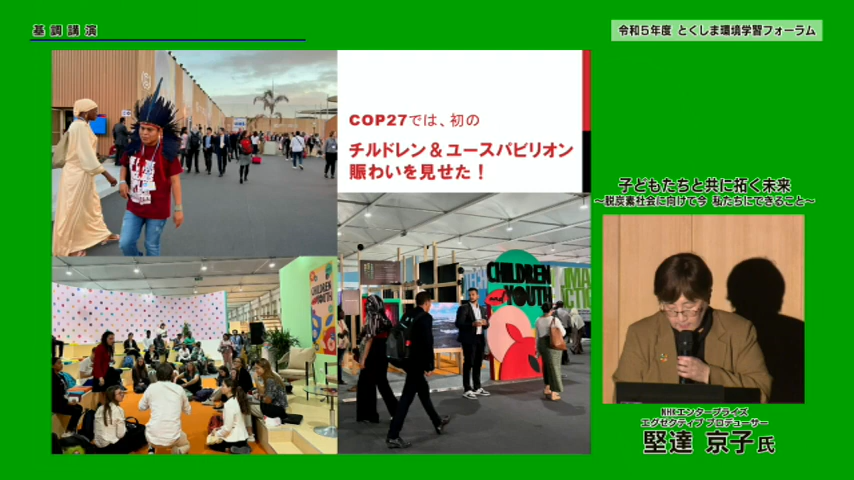 基調講演
令和5年度 とくしま環境学習フォーラム
COP27では、初の
チルドレン＆ユースパビリオン
賑わいを見せた！
子どもたちと共に拓く未来
～脱炭素社会に向けて今 私たちにできること～
CHILDREN
AND YOUTH
CHILDREN
AND
YOUTH
NHKエンタープライズ
エグゼクティブ プロデューサー
堅達 京子氏